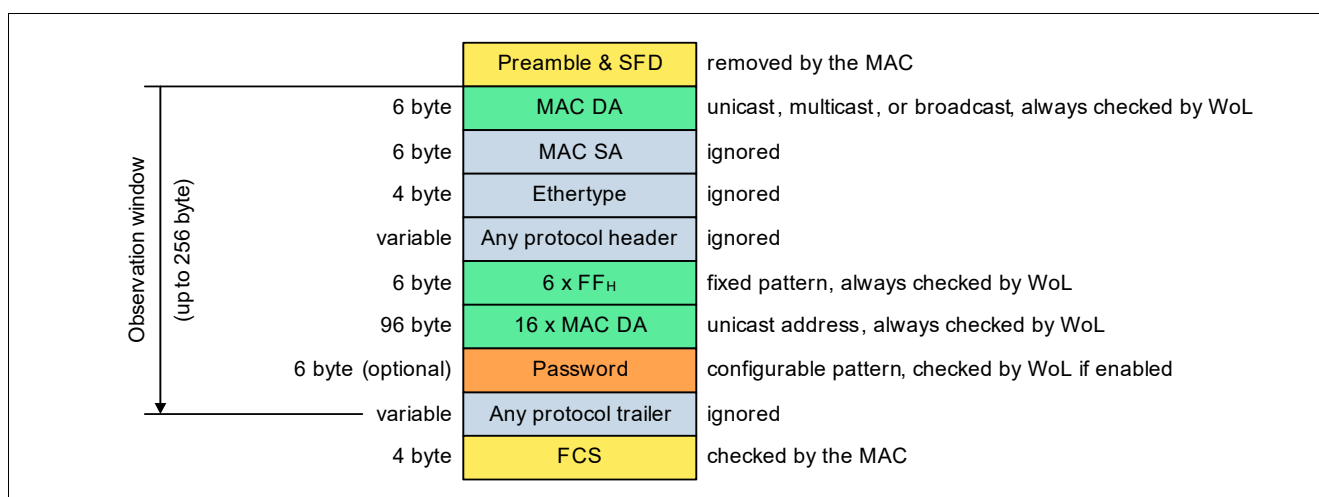 Preamble & SFD removed by the MAC
6 byte MAC DA unicast, multicast, or broadcast, always checked by WoL
6 byte MAC SA ignored
4 byte Ethertype ignored
variable Any protocol header ignored
6 byte 6 x FFH fixed pattern, always checked by WoL
96 byte 16 x MAC DA unicast address, always checked by WoL
6 byte (optional) Password configurable pattern, checked by WoL if enabled
variable Any protocol trailer ignored
4 byte FCS checked by the MAC
Observation window
(up to 256 byte)